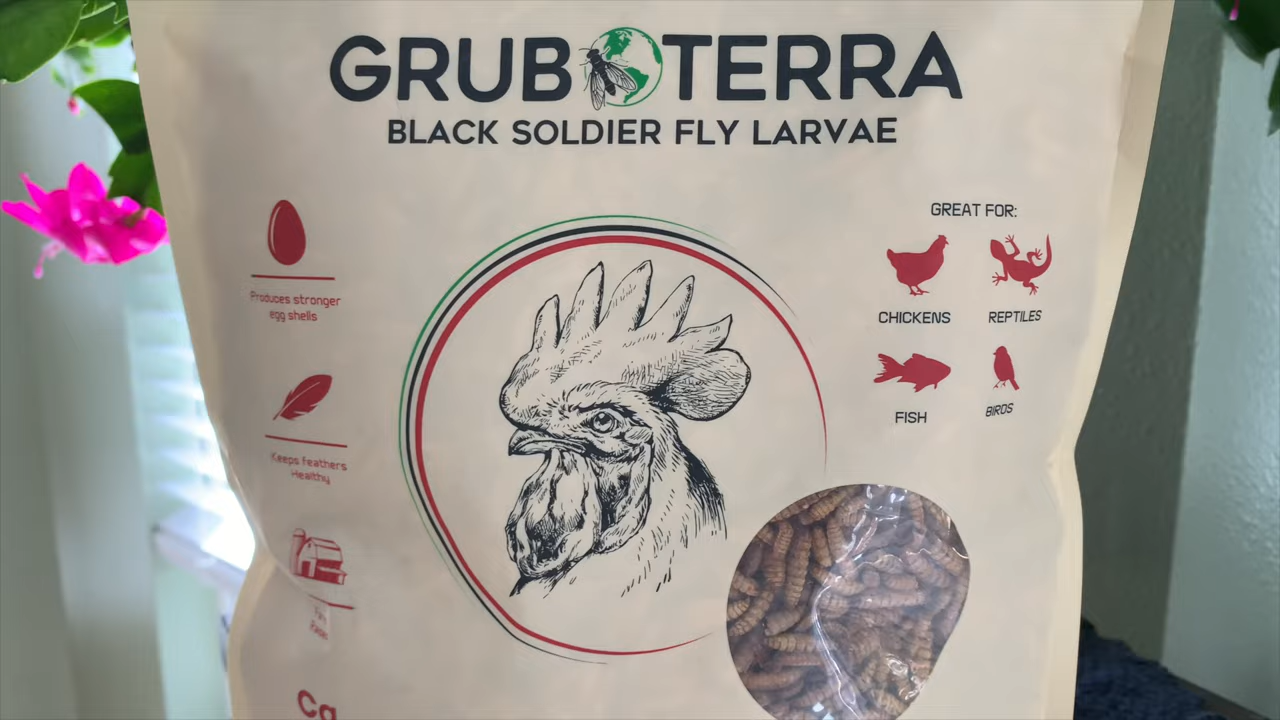 GRUB TERRA
BLACK SOLDIER FLY LARVAE
Produces stronger
egg shells
Keeps feathers
Healthy
Ca
GREAT FOR:
CHICKENS
REPTILES
FISH
BIRDS